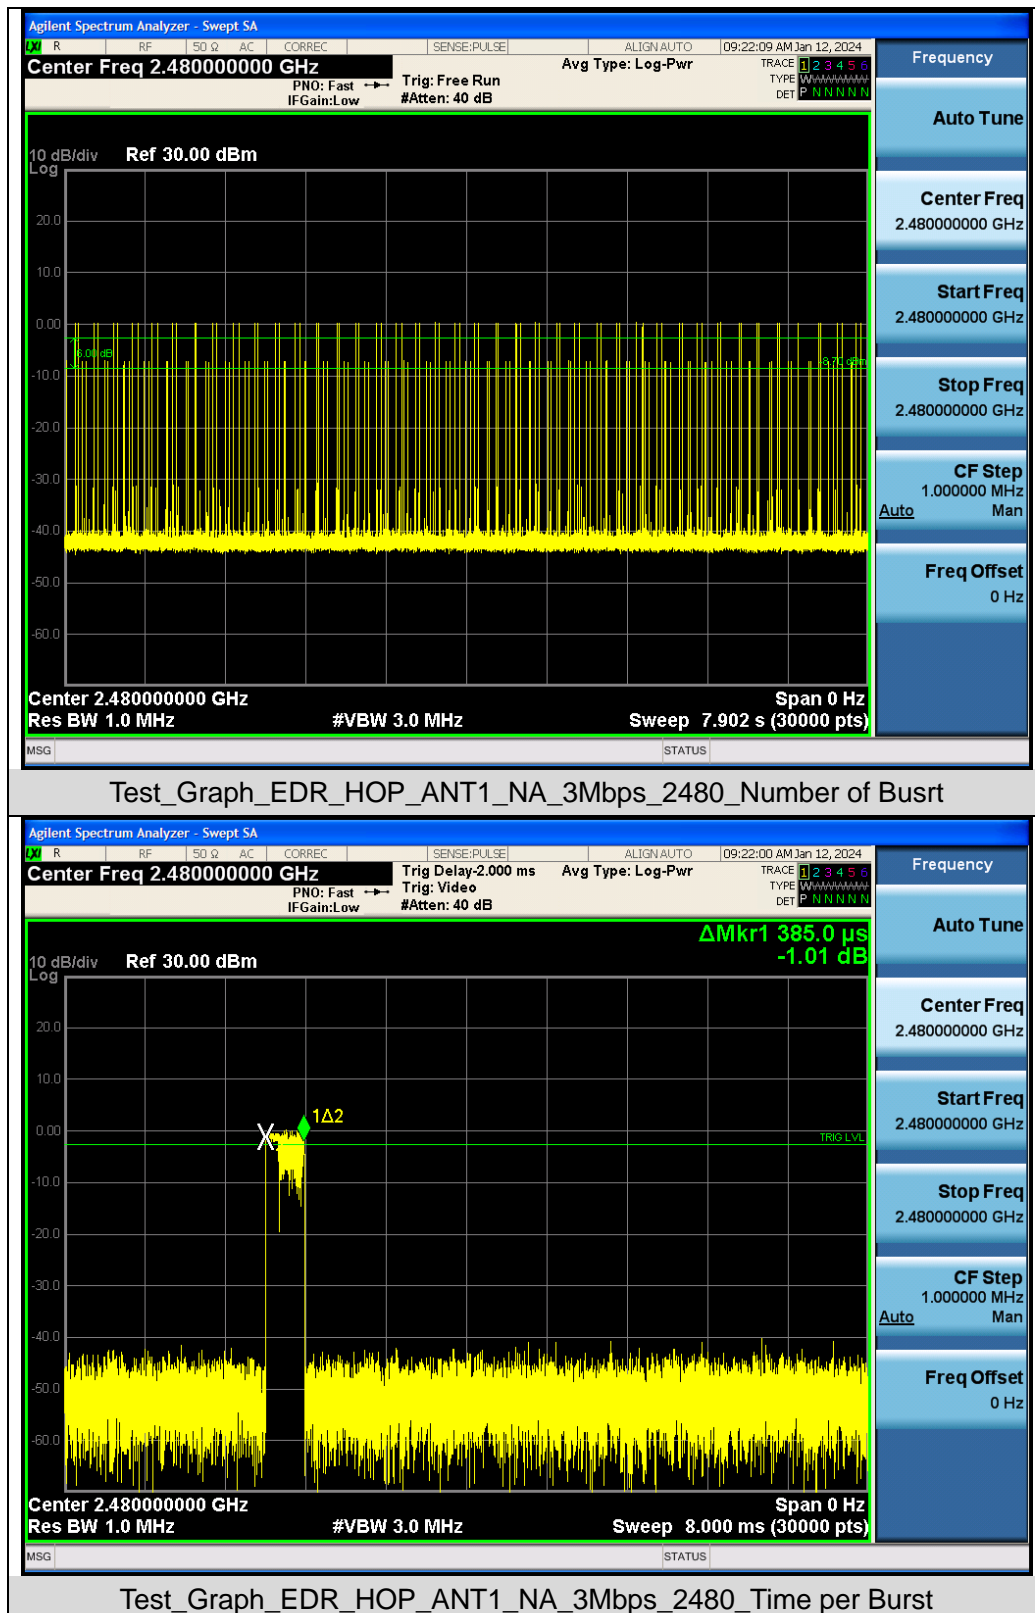 Agilent Spectrum Analyzer - Swept SA
LXI R RF 50 Ω AC CORREC SENSE:PULSE ALIGN AUTO 09:22:09 AM Jan 12, 2024
Center Freq 2.480000000 GHz
PNO: Fast
IFGain:Low
Trig: Free Run
#Atten: 40 dB
Avg Type: Log-Pwr
TRACE 1 2 3 4 5 6
TYPE WWWWWW
DET P N N N N N
10 dB/div Ref 30.00 dBm
Log
20.0
10.0
0.00
6.00 dB
-8.70 dBm
-10.0
-20.0
-30.0
-40.0
-50.0
-60.0
Center 2.480000000 GHz Span 0 Hz
Res BW 1.0 MHz #VBW 3.0 MHz Sweep 7.902 s (30000 pts)
MSG STATUS
Frequency
Auto Tune
Center Freq
2.480000000 GHz
Start Freq
2.480000000 GHz
Stop Freq
2.480000000 GHz
CF Step
1.000000 MHz
Auto Man
Freq Offset
0 Hz
Test_Graph_EDR_HOP_ANT1_NA_3Mbps_2480_Number of Busrt
Agilent Spectrum Analyzer - Swept SA
LXI R RF 50 Ω AC CORREC SENSE:PULSE ALIGN AUTO 09:22:00 AM Jan 12, 2024
Center Freq 2.480000000 GHz
PNO: Fast
IFGain:Low
Trig Delay-2.000 ms
Trig: Video
#Atten: 40 dB
Avg Type: Log-Pwr
TRACE 1 2 3 4 5 6
TYPE WWWWWW
DET P N N N N N
ΔMkr1 385.0 µs
-1.01 dB
10 dB/div Ref 30.00 dBm
Log
20.0
10.0
1Δ2
0.00
TRIG LVL
-10.0
-20.0
-30.0
-40.0
-50.0
-60.0
Center 2.480000000 GHz Span 0 Hz
Res BW 1.0 MHz #VBW 3.0 MHz Sweep 8.000 ms (30000 pts)
MSG STATUS
Frequency
Auto Tune
Center Freq
2.480000000 GHz
Start Freq
2.480000000 GHz
Stop Freq
2.480000000 GHz
CF Step
1.000000 MHz
Auto Man
Freq Offset
0 Hz
Test_Graph_EDR_HOP_ANT1_NA_3Mbps_2480_Time per Burst